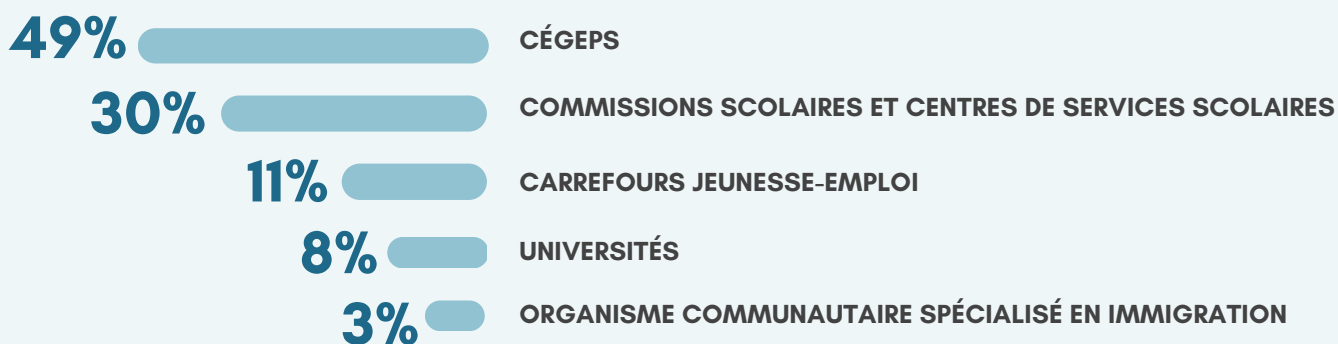 49% CÉGEPS
30% COMMISSIONS SCOLAIRES ET CENTRES DE SERVICES SCOLAIRES
11% CARREFOURS JEUNESSE-EMPLOI
8% UNIVERSITÉS
3% ORGANISME COMMUNAUTAIRE SPÉCIALISÉ EN IMMIGRATION